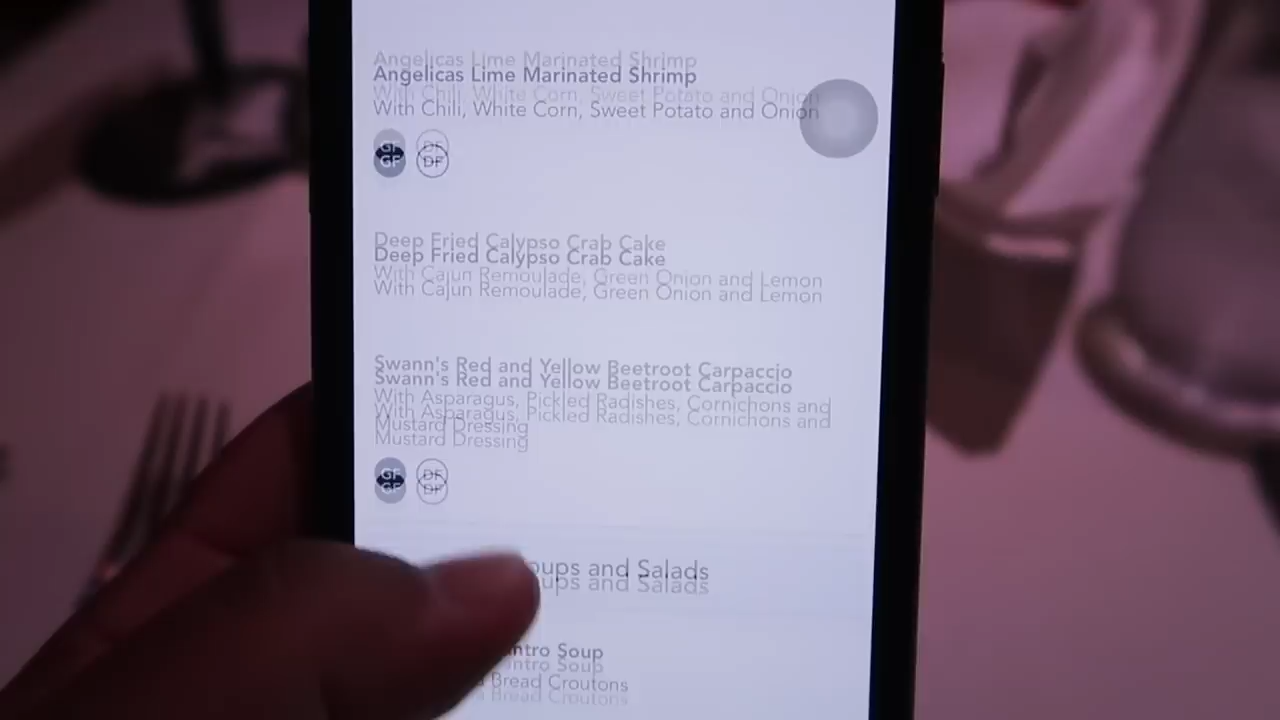 Angelicas Lime Marinated Shrimp
With Chili, White Corn, Sweet Potato and Onion
GF DF
Deep Fried Calypso Crab Cake
With Cajun Remoulade, Green Onion and Lemon
Swann's Red and Yellow Beetroot Carpaccio
With Asparagus, Pickled Radishes, Cornichons and
Mustard Dressing
GF DF
oups and Salads
ntro Soup
Bread Croutons